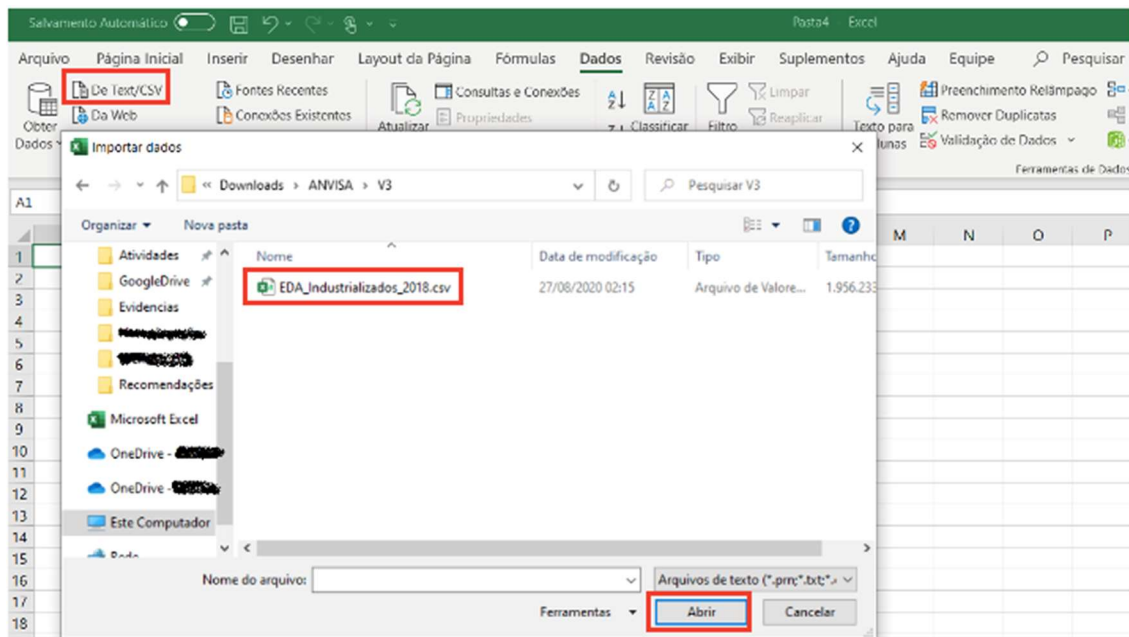 Salvamento Automático
Pasta4 Excel
Arquivo Página Inicial Inserir Desenhar Layout da Página Fórmulas Dados Revisão Exibir Suplementos Ajuda Equipe Pesquisar
De Text/CSV Fontes Recentes Consultas e Conexões Limpar Preenchimento Relâmpago
Da Web Conexões Existentes Propriedades Reaplicar Remover Duplicatas
Obter Dados
Atualizar
Classificar
Filtro
Texto para
lunas
Validação de Dados
Ferramentas de Dados
Importar dados
« Downloads > ANVISA > V3
Pesquisar V3
A1
Organizar
Nova pasta
M N O P
Nome Data de modificação Tipo Tamanho
EDA_Industrializados_2018.csv 27/08/2020 02:15 Arquivo de Valore... 1.956.233
Atividades
GoogleDrive
Evidencias
Recomendações
Microsoft Excel
OneDrive -
OneDrive -
Este Computador
Rede
1
2
3
4
5
6
7
8
9
10
11
12
13
14
15
16
17
18
Nome do arquivo:
Arquivos de texto (*.prn;*.txt;*.
Ferramentas
Abrir
Cancelar